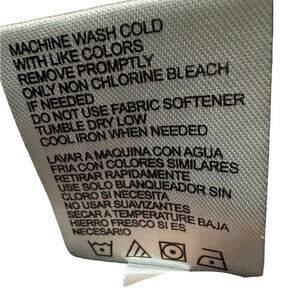 MACHINE WASH COLD
WITH LIKE COLORS
REMOVE PROMPTLY
ONLY NON CHLORINE BLEACH
IF NEEDED
DO NOT USE FABRIC SOFTENER
TUMBLE DRY LOW
COOL IRON WHEN NEEDED
LAVAR A MAQUINA CON AGUA
FRIA CON COLORES SIMILARES
RETIRAR RAPIDAMENTE
USE SOLO BLANQUEADOR SIN
CLORO SI NECESITA
NO USAR SUAVIZANTES
SECAR A TEMPERATURE BAJA
HIERRO FRESCO SI ES
NECESARIO